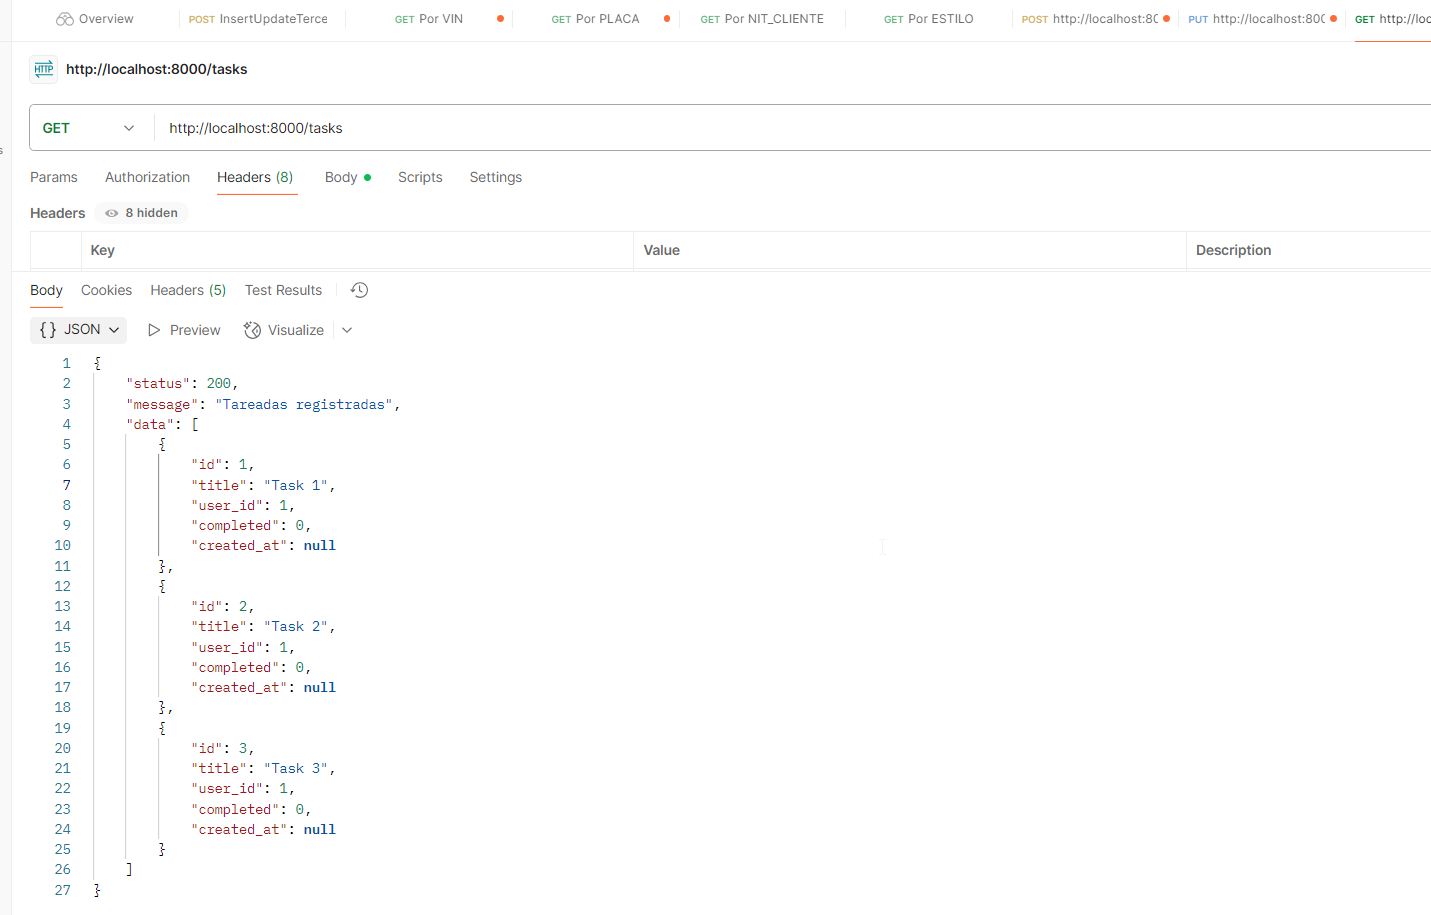 Overview POST InsertUpdateTerce GET Por VIN GET Por PLACA GET Por NIT_CLIENTE GET Por ESTILO POST http://localhost:80 PUT http://localhost:800 GET http://loc
HTTP http://localhost:8000/tasks
GET http://localhost:8000/tasks
s
Params Authorization Headers (8) Body Scripts Settings
Headers 8 hidden
Key Value Description
Body Cookies Headers (5) Test Results
{} JSON Preview Visualize
1 {
2 "status": 200,
3 "message": "Tareadas registradas",
4 "data": [
5 {
6 "id": 1,
7 "title": "Task 1",
8 "user_id": 1,
9 "completed": 0,
10 "created_at": null
11 },
12 {
13 "id": 2,
14 "title": "Task 2",
15 "user_id": 1,
16 "completed": 0,
17 "created_at": null
18 },
19 {
20 "id": 3,
21 "title": "Task 3",
22 "user_id": 1,
23 "completed": 0,
24 "created_at": null
25 }
26 ]
27 }